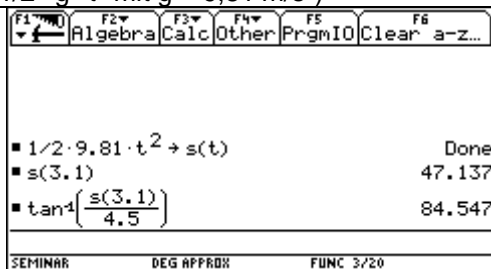 F1 F2 F3 F4 F5 F6
Algebra Calc Other PrgmIO Clear a-z…
▪ 1/2·9.81·t² → s(t) Done
▪ s(3.1) 47.137
▪ tan⁻¹(s(3.1)/4.5) 84.547
SEMINAR DEG APPROX FUNC 3/20